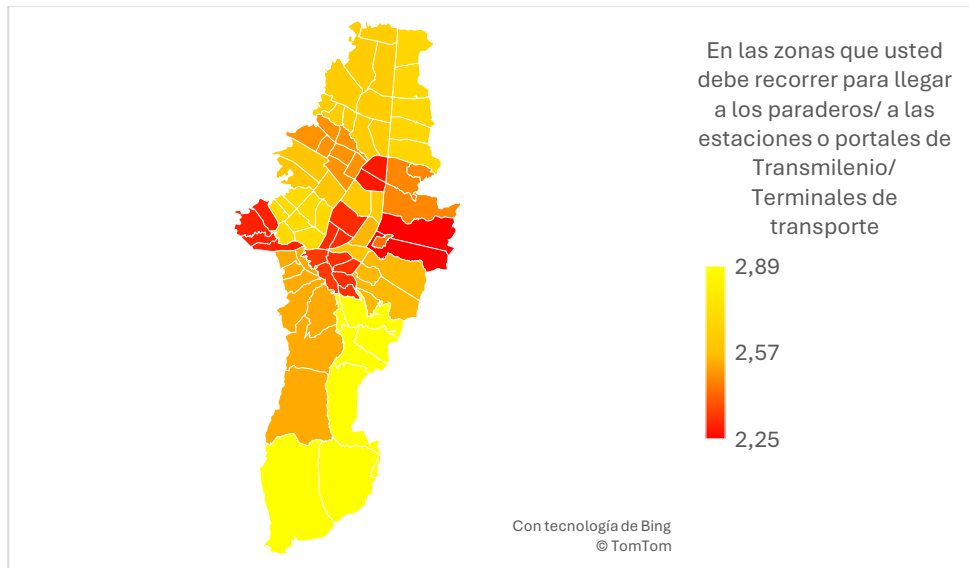 En las zonas que usted
debe recorrer para llegar
a los paraderos/ a las
estaciones o portales de
Transmilenio/
Terminales de
transporte
2,89
2,57
2,25
Con tecnología de Bing
© TomTom